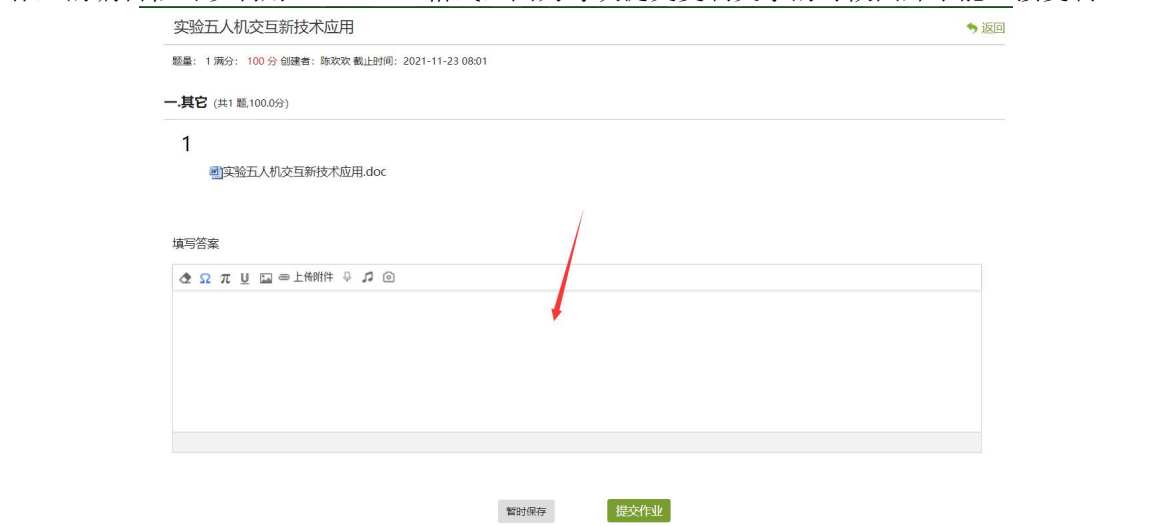 实验五人机交互新技术应用
返回
题量： 1 满分： 100 分 创建者：陈欢欢 截止时间：2021-11-23 08:01
一.其它 (共1 题,100.0分)
1
实验五人机交互新技术应用.doc
填写答案
Ω π U 上传附件
暂时保存
提交作业